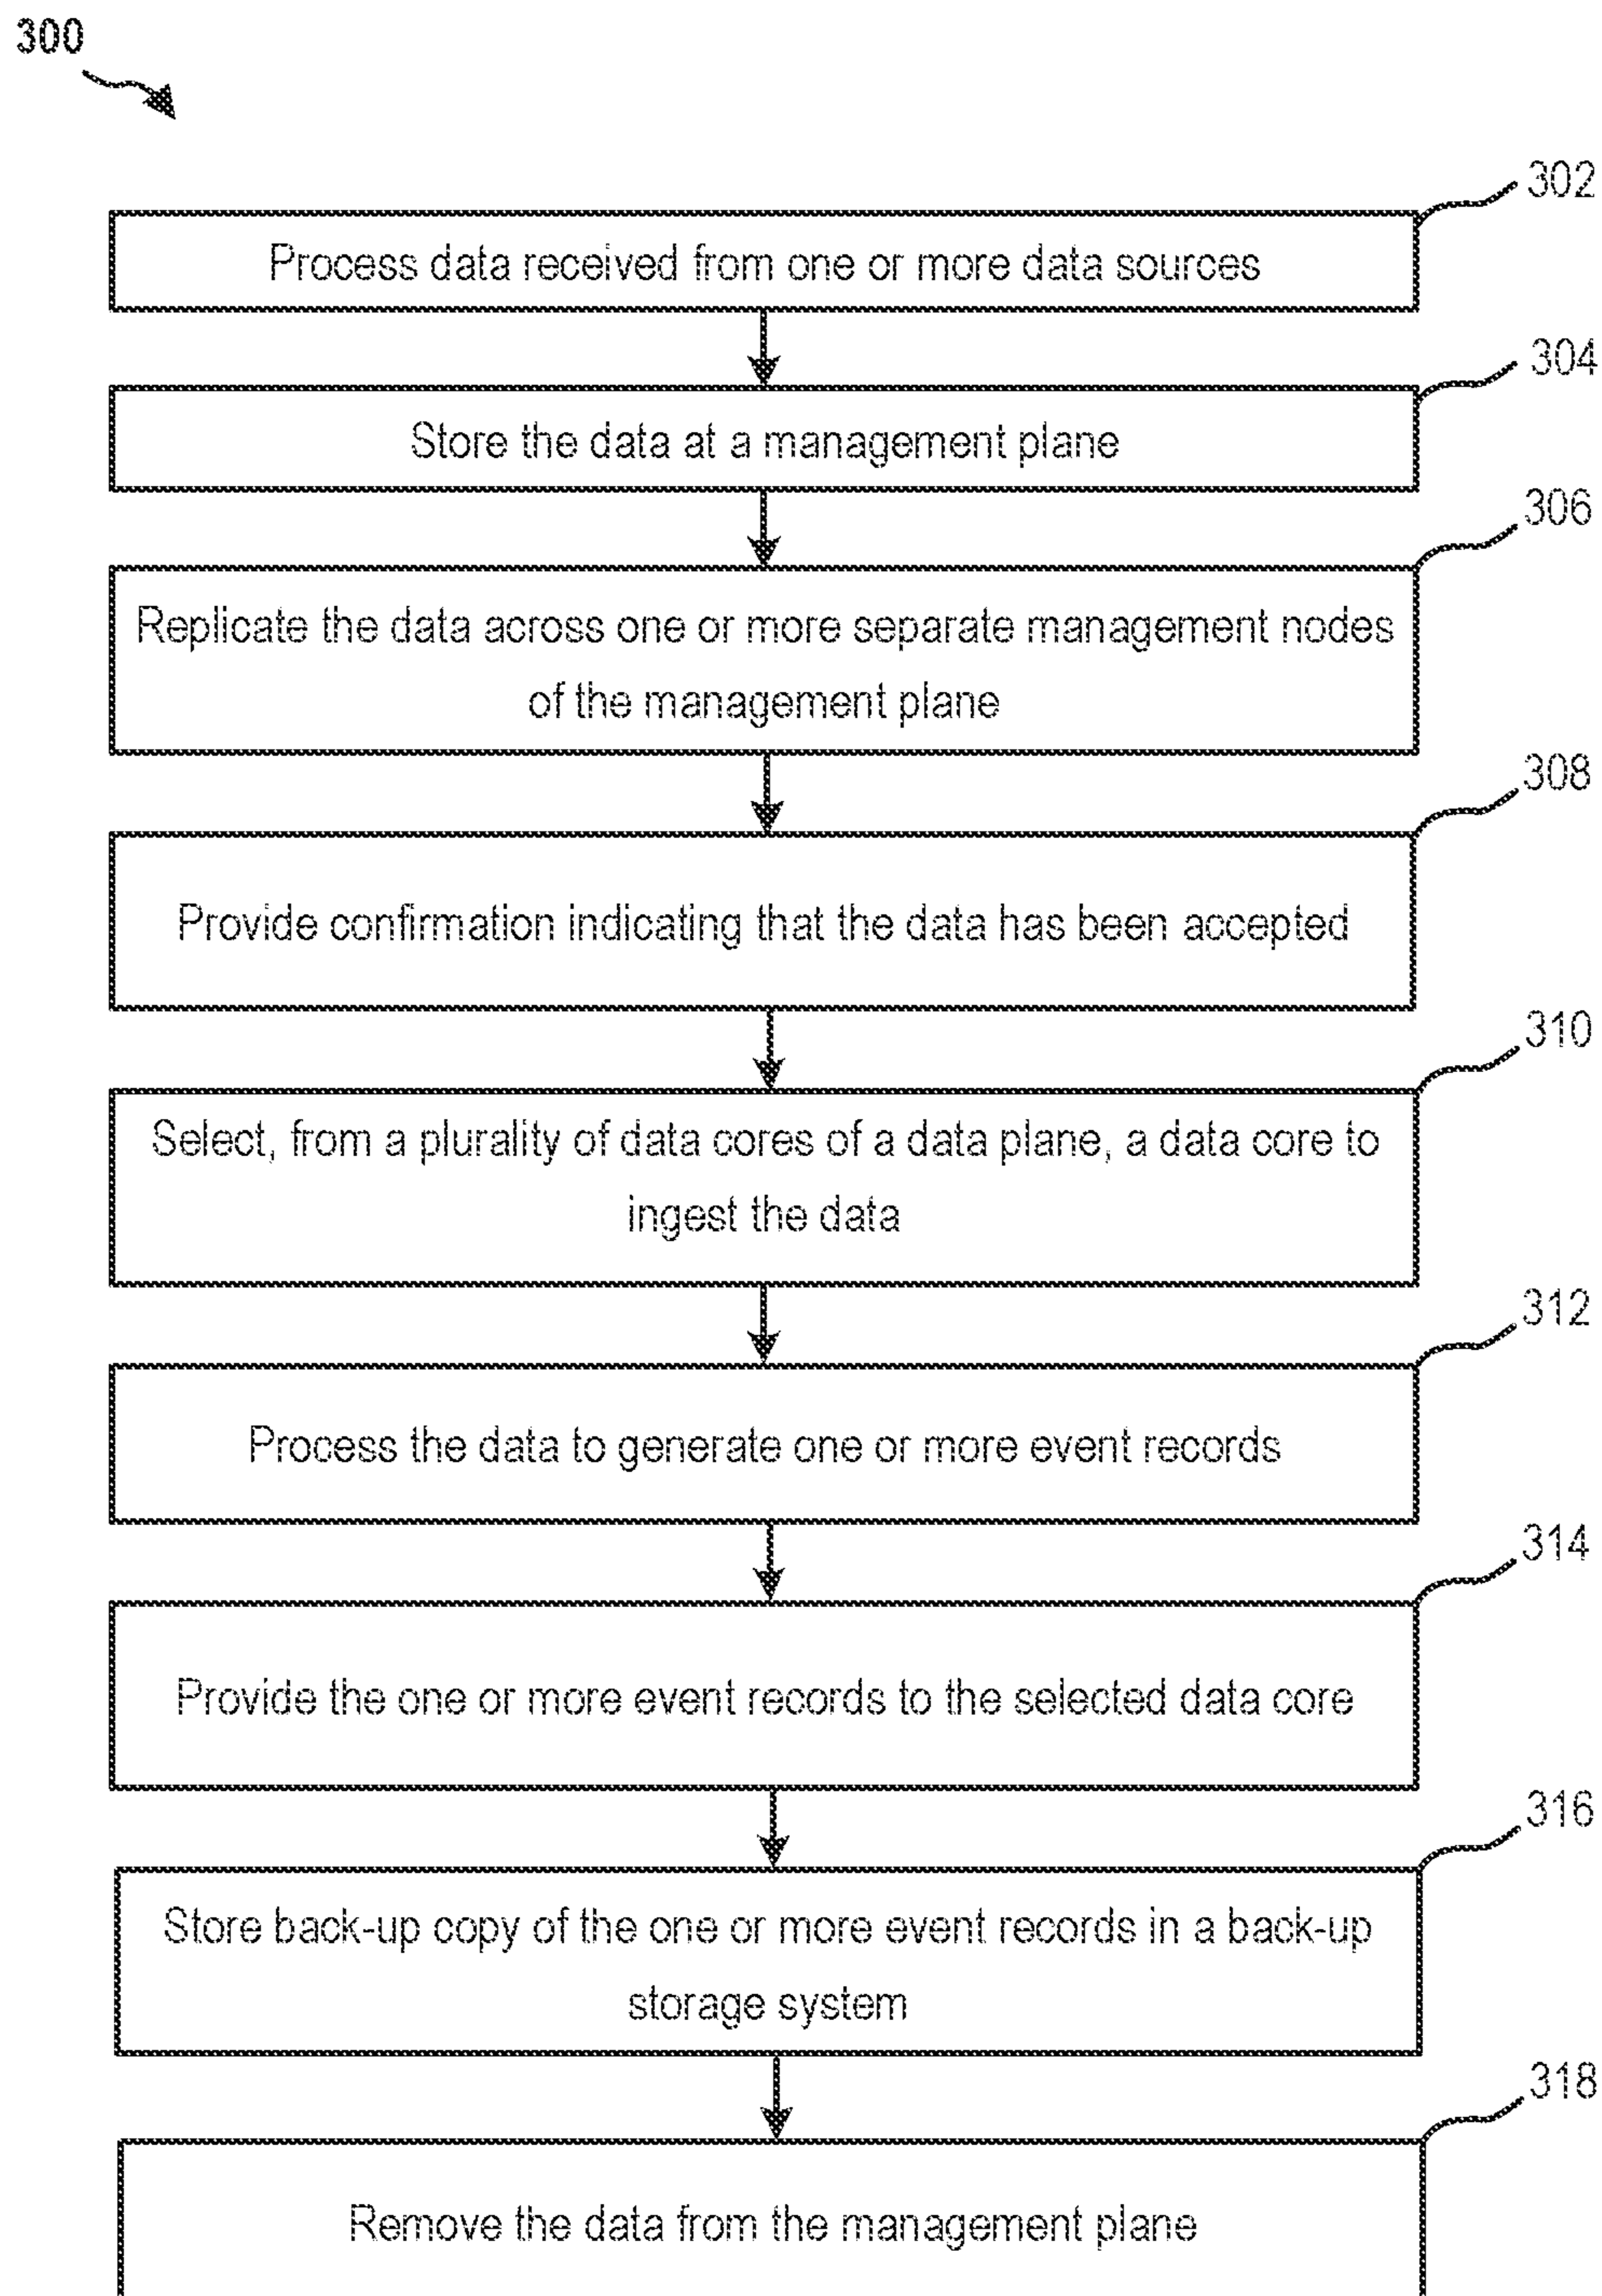 300
302
Process data received from one or more data sources
304
Store the data at a management plane
306
Replicate the data across one or more separate management nodes
of the management plane
308
Provide confirmation indicating that the data has been accepted
310
Select, from a plurality of data cores of a data plane, a data core to
ingest the data
312
Process the data to generate one or more event records
314
Provide the one or more event records to the selected data core
316
Store back-up copy of the one or more event records in a back-up
storage system
318
Remove the data from the management plane